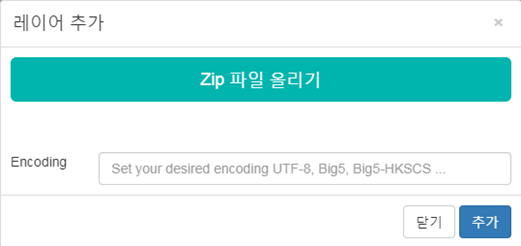 레이어 추가
×
Zip 파일 올리기
Encoding
Set your desired encoding UTF-8, Big5, Big5-HKSCS ...
닫기
추가